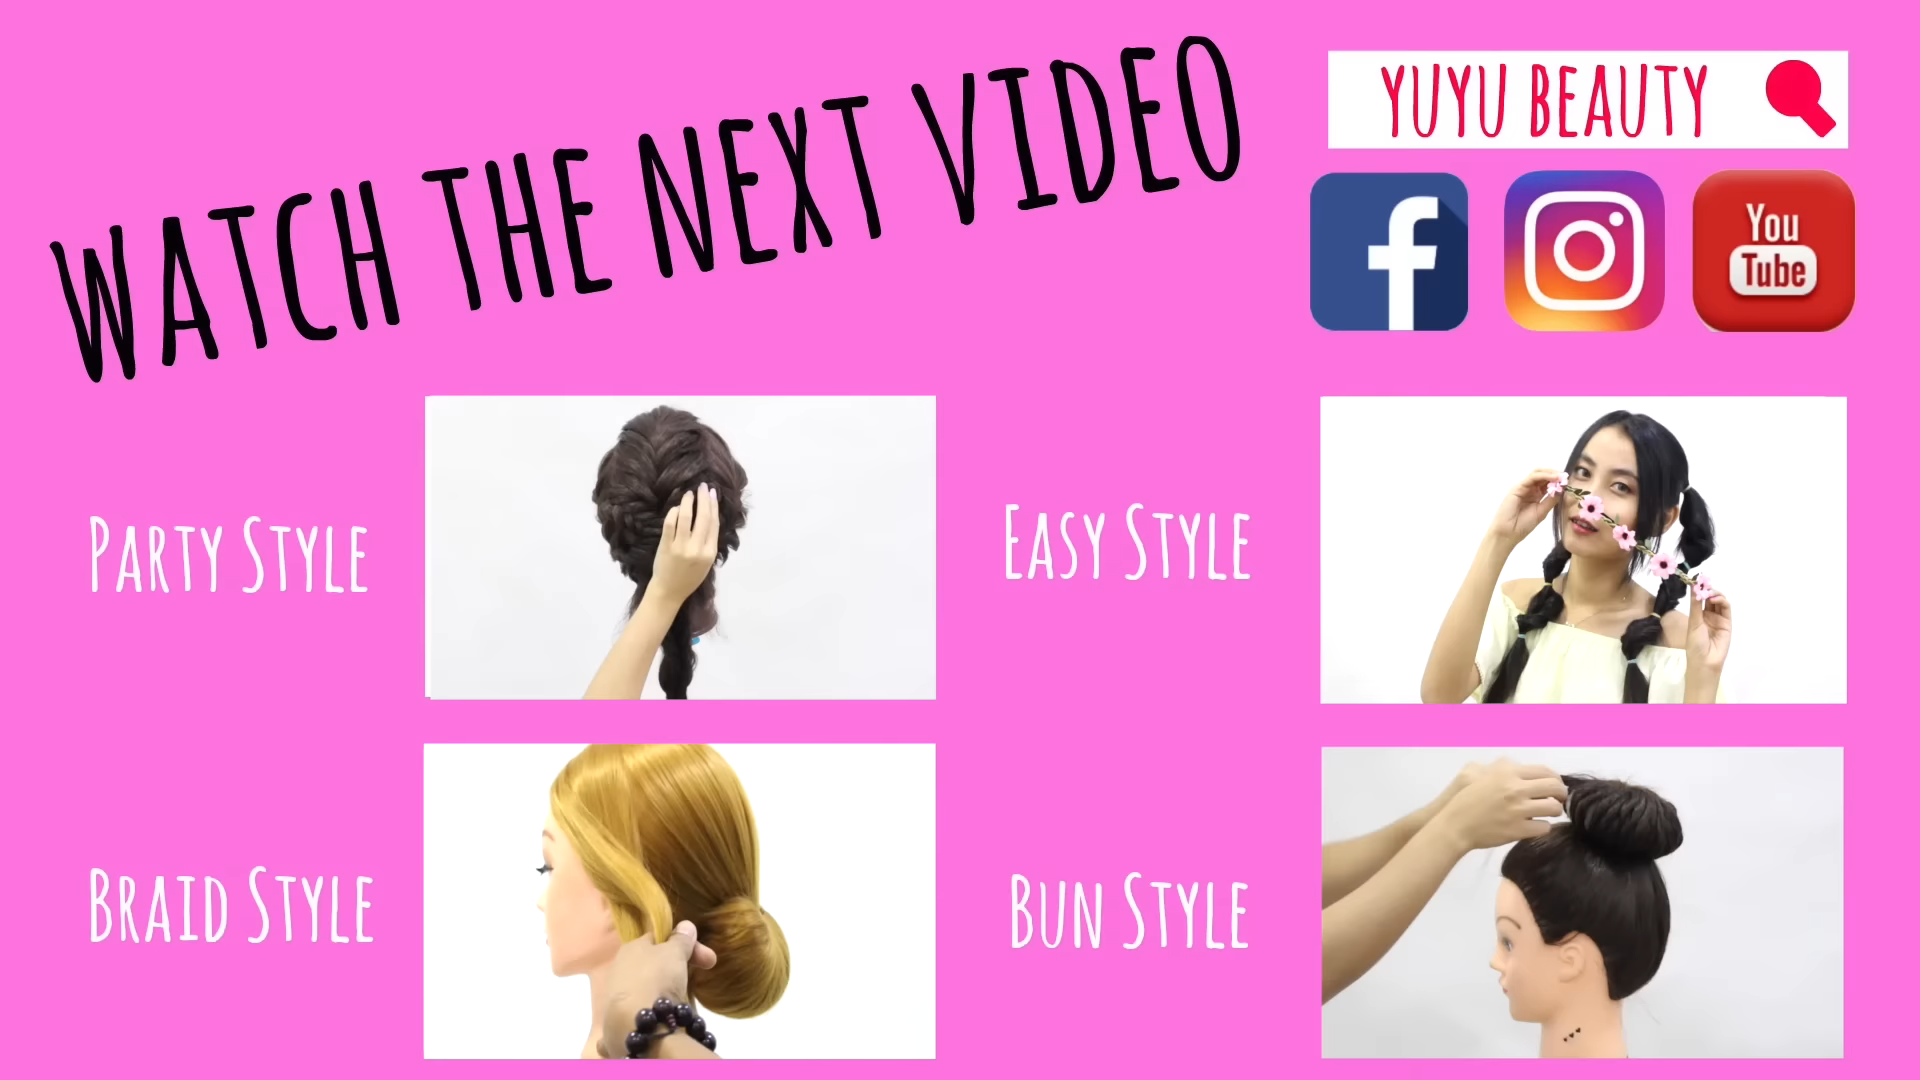 WATCH THE NEXT VIDEO
YUYU BEAUTY
f
You
Tube
PARTY STYLE
EASY STYLE
BRAID STYLE
BUN STYLE